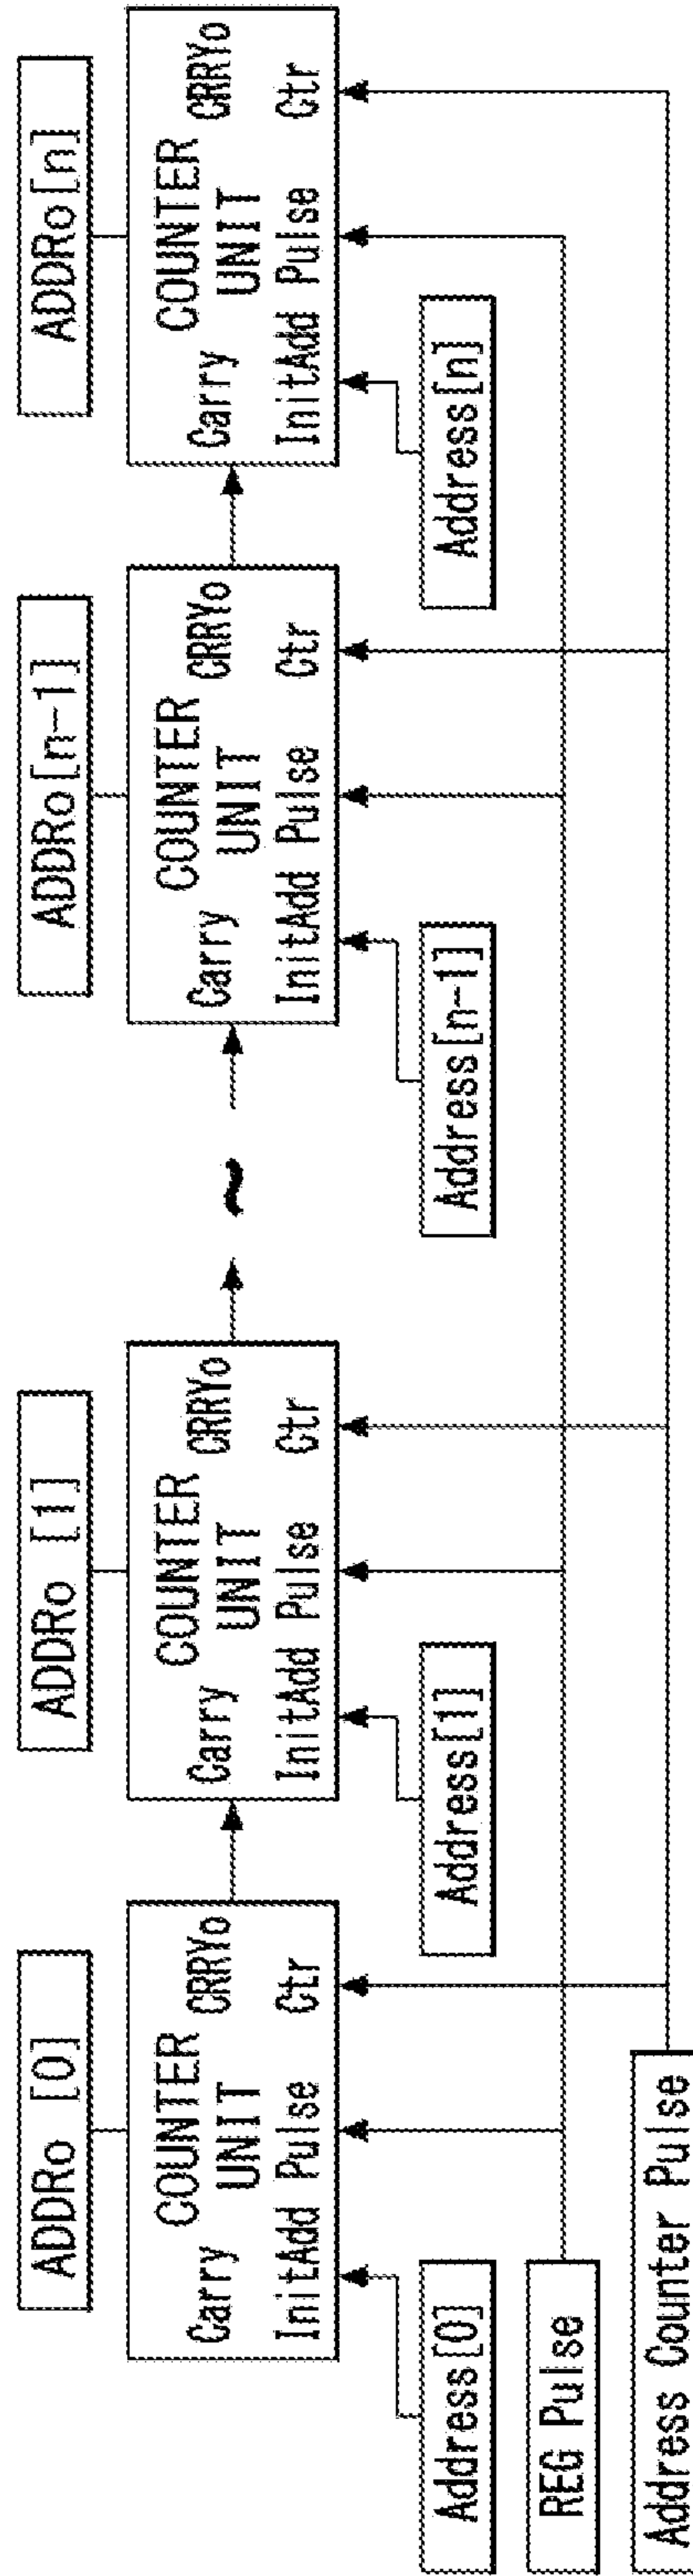 ADDRo [0]
COUNTER
UNIT
Carry
CRRYo
InitAdd Pulse
Ctr
Address[0]
ADDRo [1]
COUNTER
UNIT
Carry
CRRYo
InitAdd Pulse
Ctr
Address[1]
~
ADDRo[n-1]
COUNTER
UNIT
Carry
CRRYo
InitAdd Pulse
Ctr
Address[n-1]
ADDRo[n]
COUNTER
UNIT
Carry
CRRYo
InitAdd Pulse
Ctr
Address[n]
REG Pulse
Address Counter Pulse